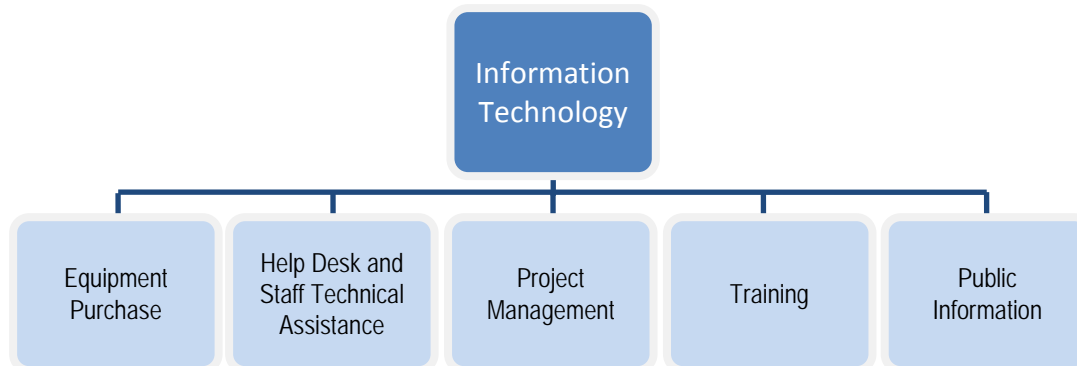 Information
Technology
Equipment
Purchase
Help Desk and
Staff Technical
Assistance
Project
Management
Training
Public
Information